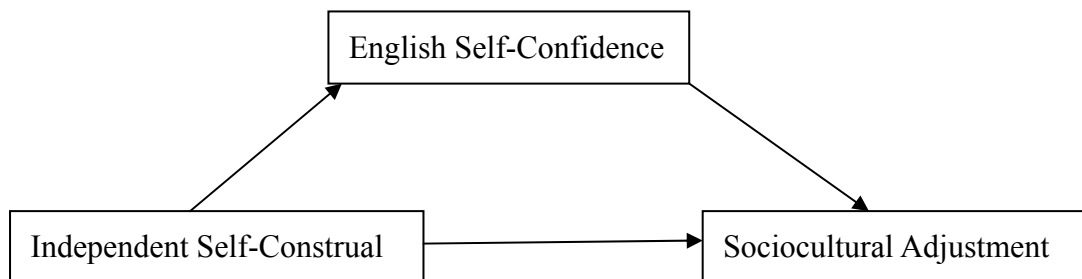 English Self-Confidence
Independent Self-Construal
Sociocultural Adjustment